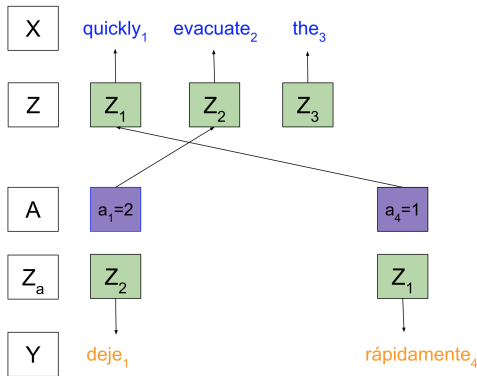 X quickly₁ evacuate₂ the₃
Z Z₁ Z₂ Z₃
A a₁=2 a₄=1
Zₐ Z₂ Z₁
Y deje₁ rápidamente₄